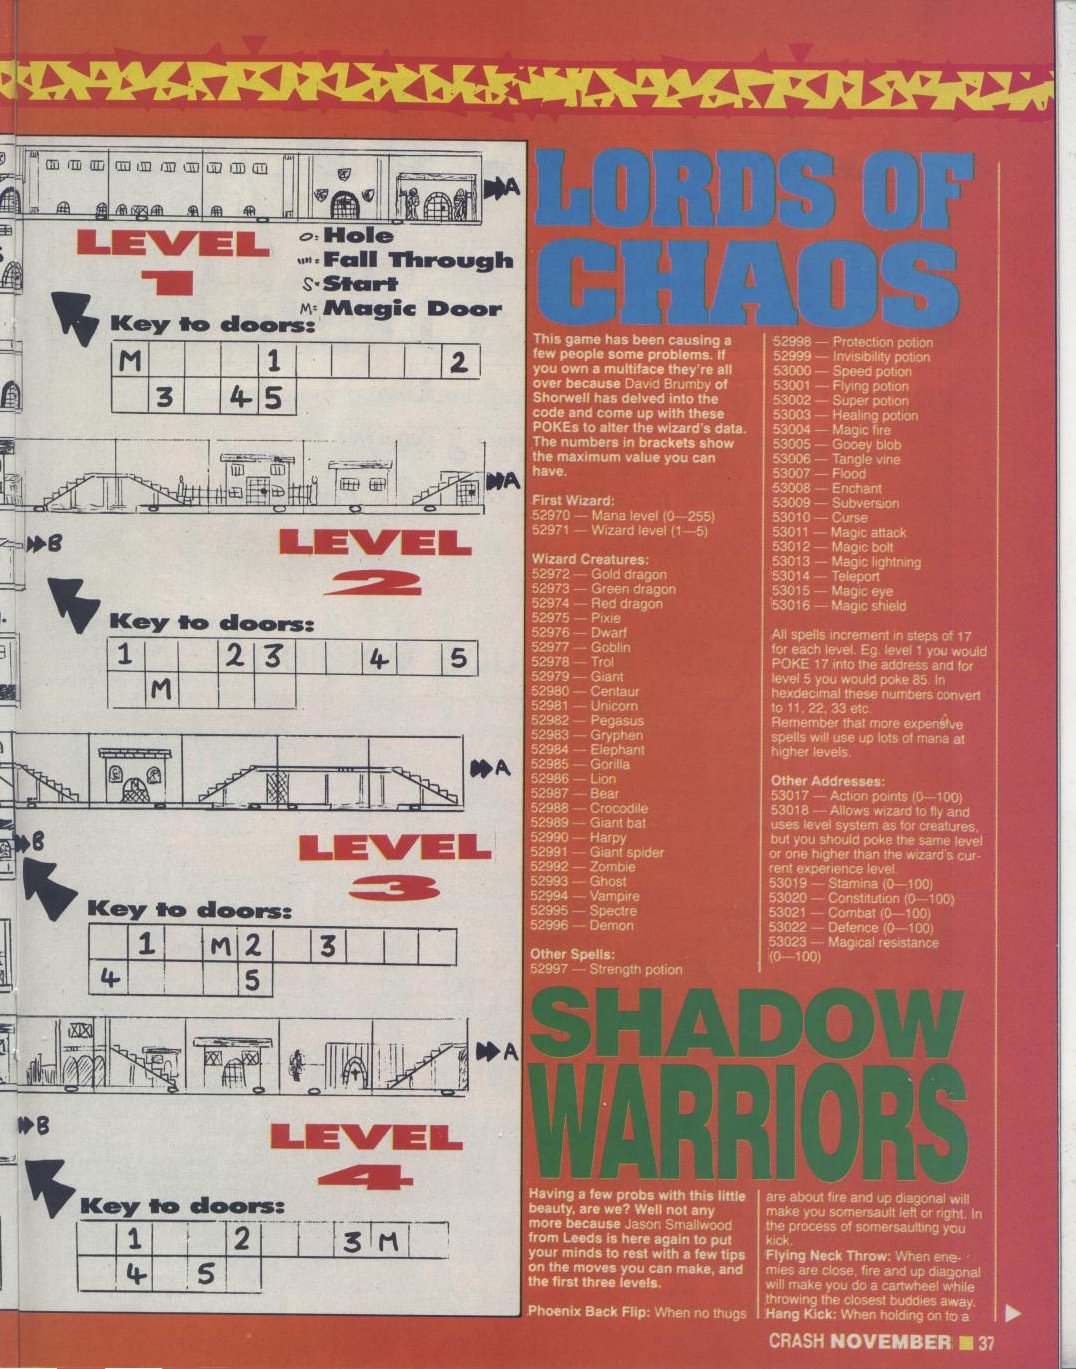 A
LEVEL
1
Hole
Fall Through
S= Start
M= Magic Door
Key to doors:
M 1 2
3 4 5
A
B
LEVEL
2
Key to doors:
1 2 3 4 5
M
A
B
LEVEL
3
Key to doors:
1 M 2 3
4 5
A
B
LEVEL
4
Key to doors:
1 2 3 M
4 5
LORDS OF
CHAOS
This game has been causing a
few people some problems. If
you own a multiface they're all
over because David Brumby of
Shorwell has delved into the
code and come up with these
POKEs to alter the wizard's data.
The numbers in brackets show
the maximum value you can
have.
First Wizard:
52970 — Mana level (0—255)
52971 — Wizard level (1—5)
Wizard Creatures:
52972 — Gold dragon
52973 — Green dragon
52974 — Red dragon
52975 — Pixie
52976 — Dwarf
52977 — Goblin
52978 — Trol
52979 — Giant
52980 — Centaur
52981 — Unicorn
52982 — Pegasus
52983 — Gryphen
52984 — Elephant
52985 — Gorilla
52986 — Lion
52987 — Bear
52988 — Crocodile
52989 — Giant bat
52990 — Harpy
52991 — Giant spider
52992 — Zombie
52993 — Ghost
52994 — Vampire
52995 — Spectre
52996 — Demon
Other Spells:
52997 — Strength potion
52998 — Protection potion
52999 — Invisibility potion
53000 — Speed potion
53001 — Flying potion
53002 — Super potion
53003 — Healing potion
53004 — Magic fire
53005 — Gooey blob
53006 — Tangle vine
53007 — Flood
53008 — Enchant
53009 — Subversion
53010 — Curse
53011 — Magic attack
53012 — Magic bolt
53013 — Magic lightning
53014 — Teleport
53015 — Magic eye
53016 — Magic shield
All spells increment in steps of 17
for each level. Eg. level 1 you would
POKE 17 into the address and for
level 5 you would poke 85. In
hexdecimal these numbers convert
to 11, 22, 33 etc.
Remember that more expensive
spells will use up lots of mana at
higher levels.
Other Addresses:
53017 — Action points (0—100)
53018 — Allows wizard to fly and
uses level system as for creatures,
but you should poke the same level
or one higher than the wizard's cur-
rent experience level.
53019 — Stamina (0—100)
53020 — Constitution (0—100)
53021 — Combat (0—100)
53022 — Defence (0—100)
53023 — Magical resistance
(0—100)
SHADOW
WARRIORS
Having a few probs with this little
beauty, are we? Well not any
more because Jason Smallwood
from Leeds is here again to put
your minds to rest with a few tips
on the moves you can make, and
the first three levels.
Phoenix Back Flip: When no thugs
are about fire and up diagonal will
make you somersault left or right. In
the process of somersaulting you
kick.
Flying Neck Throw: When ene-
mies are close, fire and up diagonal
will make you do a cartwheel while
throwing the closest buddies away.
Hang Kick: When holding on to a
CRASH NOVEMBER 37